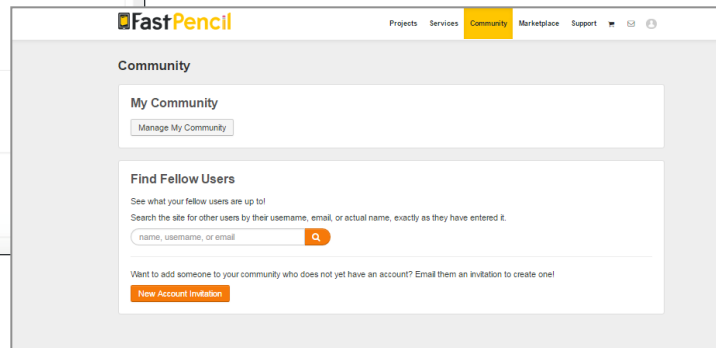 FastPencil
Projects Services Community Marketplace Support
Community
My Community
Manage My Community
Find Fellow Users
See what your fellow users are up to!
Search the site for other users by their username, email, or actual name, exactly as they have entered it.
name, username, or email
Want to add someone to your community who does not yet have an account? Email them an invitation to create one!
New Account Invitation